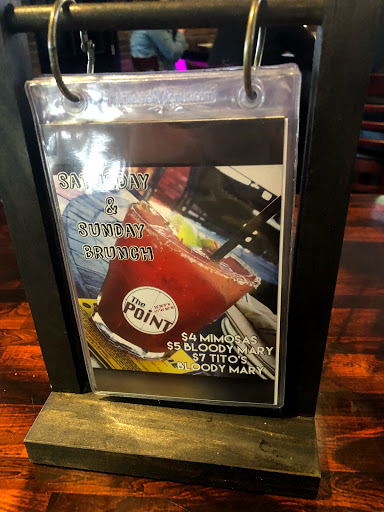 SATURDAY
&
SUNDAY
BRUNCH
The
POiNT
$4 MIMOSAS
$5 BLOODY MARY
$7 TITO'S
BLOODY MARY